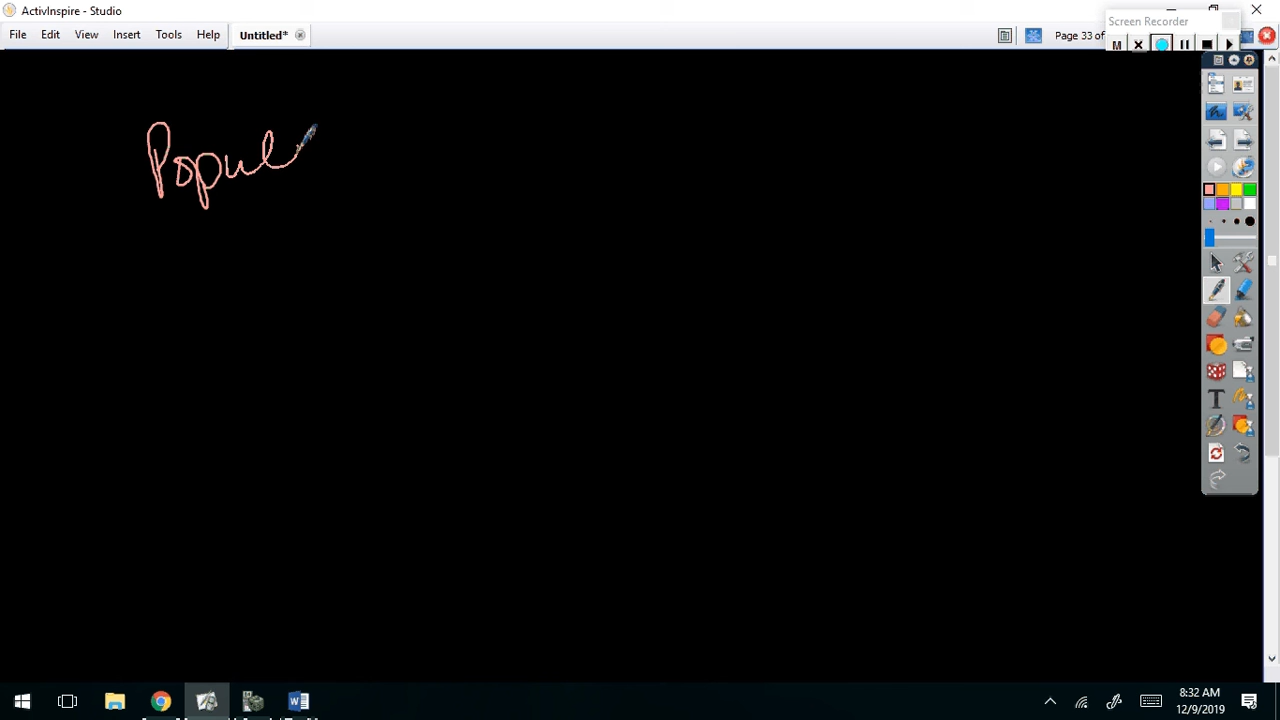 ActivInspire - Studio
Screen Recorder
File Edit View Insert Tools Help Untitled* Page 33 of
Popul
8:32 AM
12/9/2019